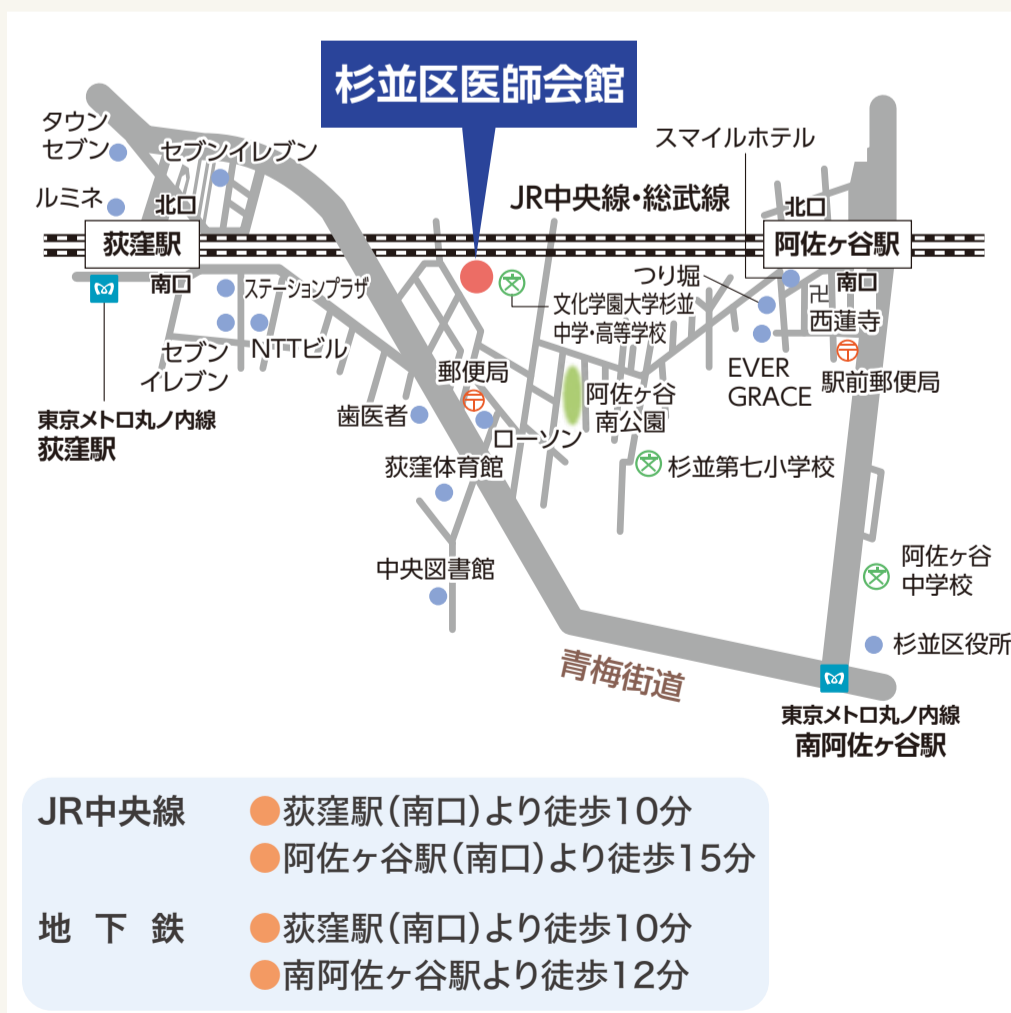 杉並区医師会館
タウン
セブン
セブンイレブン
スマイルホテル
ルミネ
北口
JR中央線・総武線
北口
荻窪駅
阿佐ヶ谷駅
南口
ステーションプラザ
つり堀
南口
文化学園大学杉並
中学・高等学校
卍
西蓮寺
セブン
イレブン
NTTビル
郵便局
EVER
GRACE
駅前郵便局
東京メトロ丸ノ内線
荻窪駅
歯医者
ローソン
阿佐ヶ谷
南公園
荻窪体育館
杉並第七小学校
中央図書館
阿佐ヶ谷
中学校
杉並区役所
青梅街道
東京メトロ丸ノ内線
南阿佐ヶ谷駅
JR中央線 ●荻窪駅(南口)より徒歩10分
●阿佐ヶ谷駅(南口)より徒歩15分
地下鉄 ●荻窪駅(南口)より徒歩10分
●南阿佐ヶ谷駅より徒歩12分